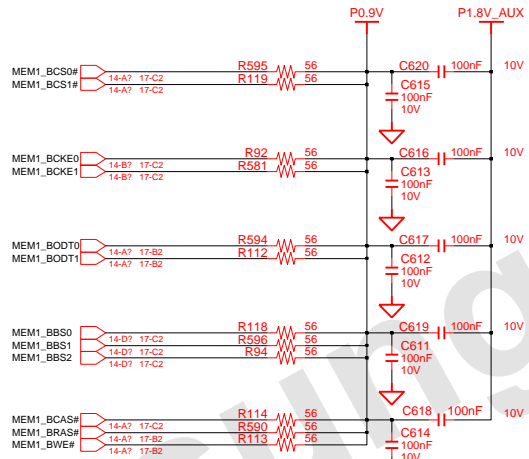 P0.9V P1.8V_AUX
MEM1_BCS0# R595 56 C620 100nF 10V
14-A? 17-C2
MEM1_BCS1# R119 56 C615
14-A? 17-C2
100nF
10V
MEM1_BCKE0 R92 56 C616 100nF 10V
14-B? 17-C2
MEM1_BCKE1 R581 56 C613
14-B? 17-C2
100nF
10V
MEM1_BODT0 R594 56 C617 100nF 10V
14-A? 17-B2
MEM1_BODT1 R112 56 C612
14-A? 17-B2
100nF
10V
MEM1_BBS0 R118 56 C619 100nF 10V
14-D? 17-C2
MEM1_BBS1 R596 56 C611
14-D? 17-C2
100nF
MEM1_BBS2 R94 56 10V
14-D? 17-C2
MEM1_BCAS# R114 56 C618 100nF 10V
14-A? 17-C2
MEM1_BRAS# R590 56 C614
14-A? 17-B2
100nF
MEM1_BWE# R113 56 10V
14-A? 17-B2
sung